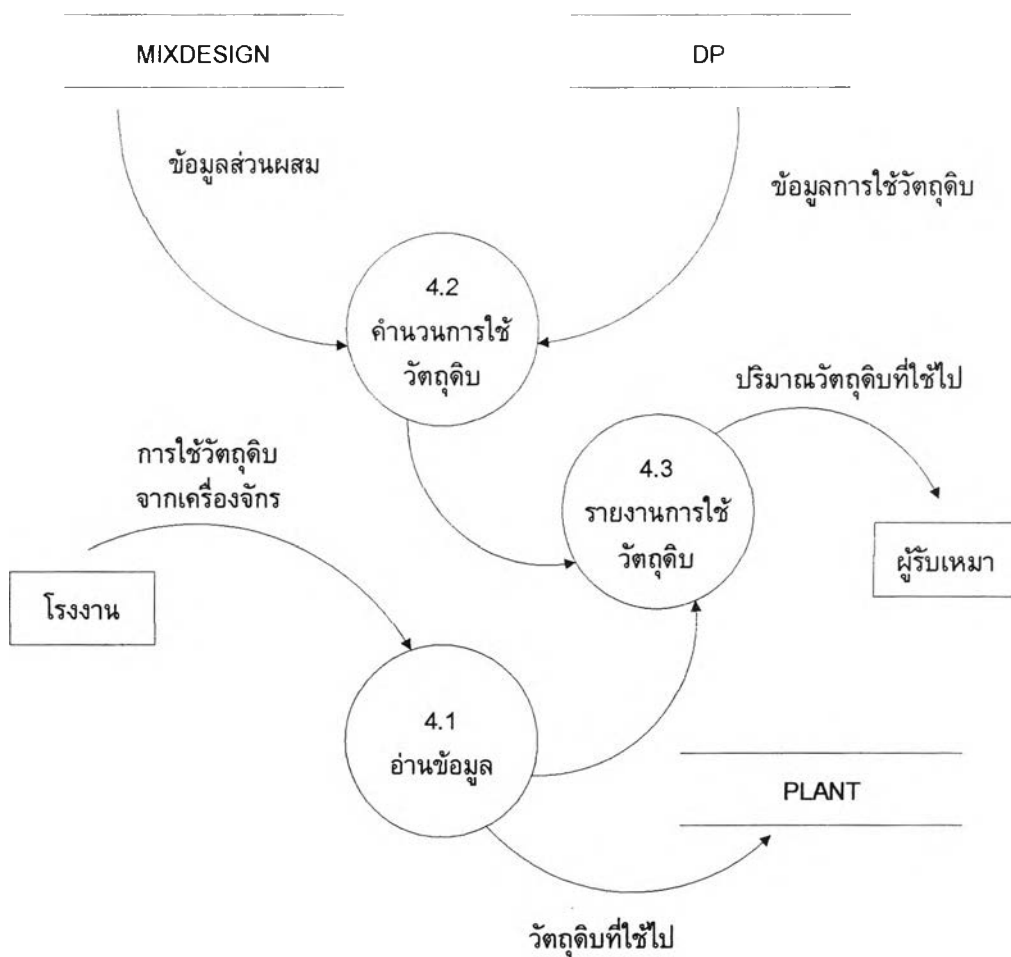 MIXDESIGN
DP
ข้อมูลส่วนผสม
ข้อมูลการใช้วัตถุดิบ
4.2
คำนวนการใช้
วัตถุดิบ
ปริมาณวัตถุดิบที่ใช้ไป
การใช้วัตถุดิบ
จากเครื่องจักร
4.3
รายงานการใช้
วัตถุดิบ
ผู้รับเหมา
โรงงาน
4.1
อ่านข้อมูล
PLANT
วัตถุดิบที่ใช้ไป